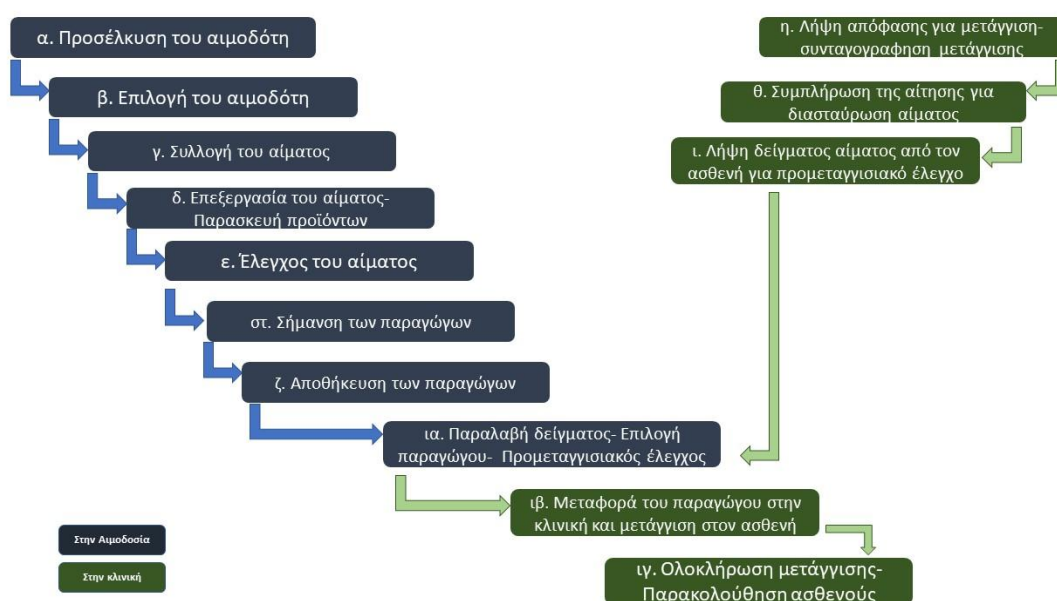 α. Προσέλκυση του αιμοδότη
β. Επιλογή του αιμοδότη
γ. Συλλογή του αίματος
δ. Επεξεργασία του αίματος-
Παρασκευή προϊόντων
ε. Έλεγχος του αίματος
στ. Σήμανση των παραγώγων
ζ. Αποθήκευση των παραγώγων
η. Λήψη απόφασης για μετάγγιση-
συνταγογραφηση μετάγισης
θ. Συμπλήρωση της αίτησης για
διασταύρωση αίματος
ι. Λήψη δείγματος αίματος από τον
ασθενή για προμεταγγισιακό έλεγχο
ια. Παραλαβή δείγματος- Επιλογή
παραγώγου- Προμεταγγισιακός έλεγχος
ιβ. Μεταφορά του παραγώγου στην
κλινική και μετάγγιση στον ασθενή
ιγ. Ολοκλήρωση μετάγγισης-
Παρακολούθηση ασθενούς
Στην Αιμοδοσία
Στην κλινική